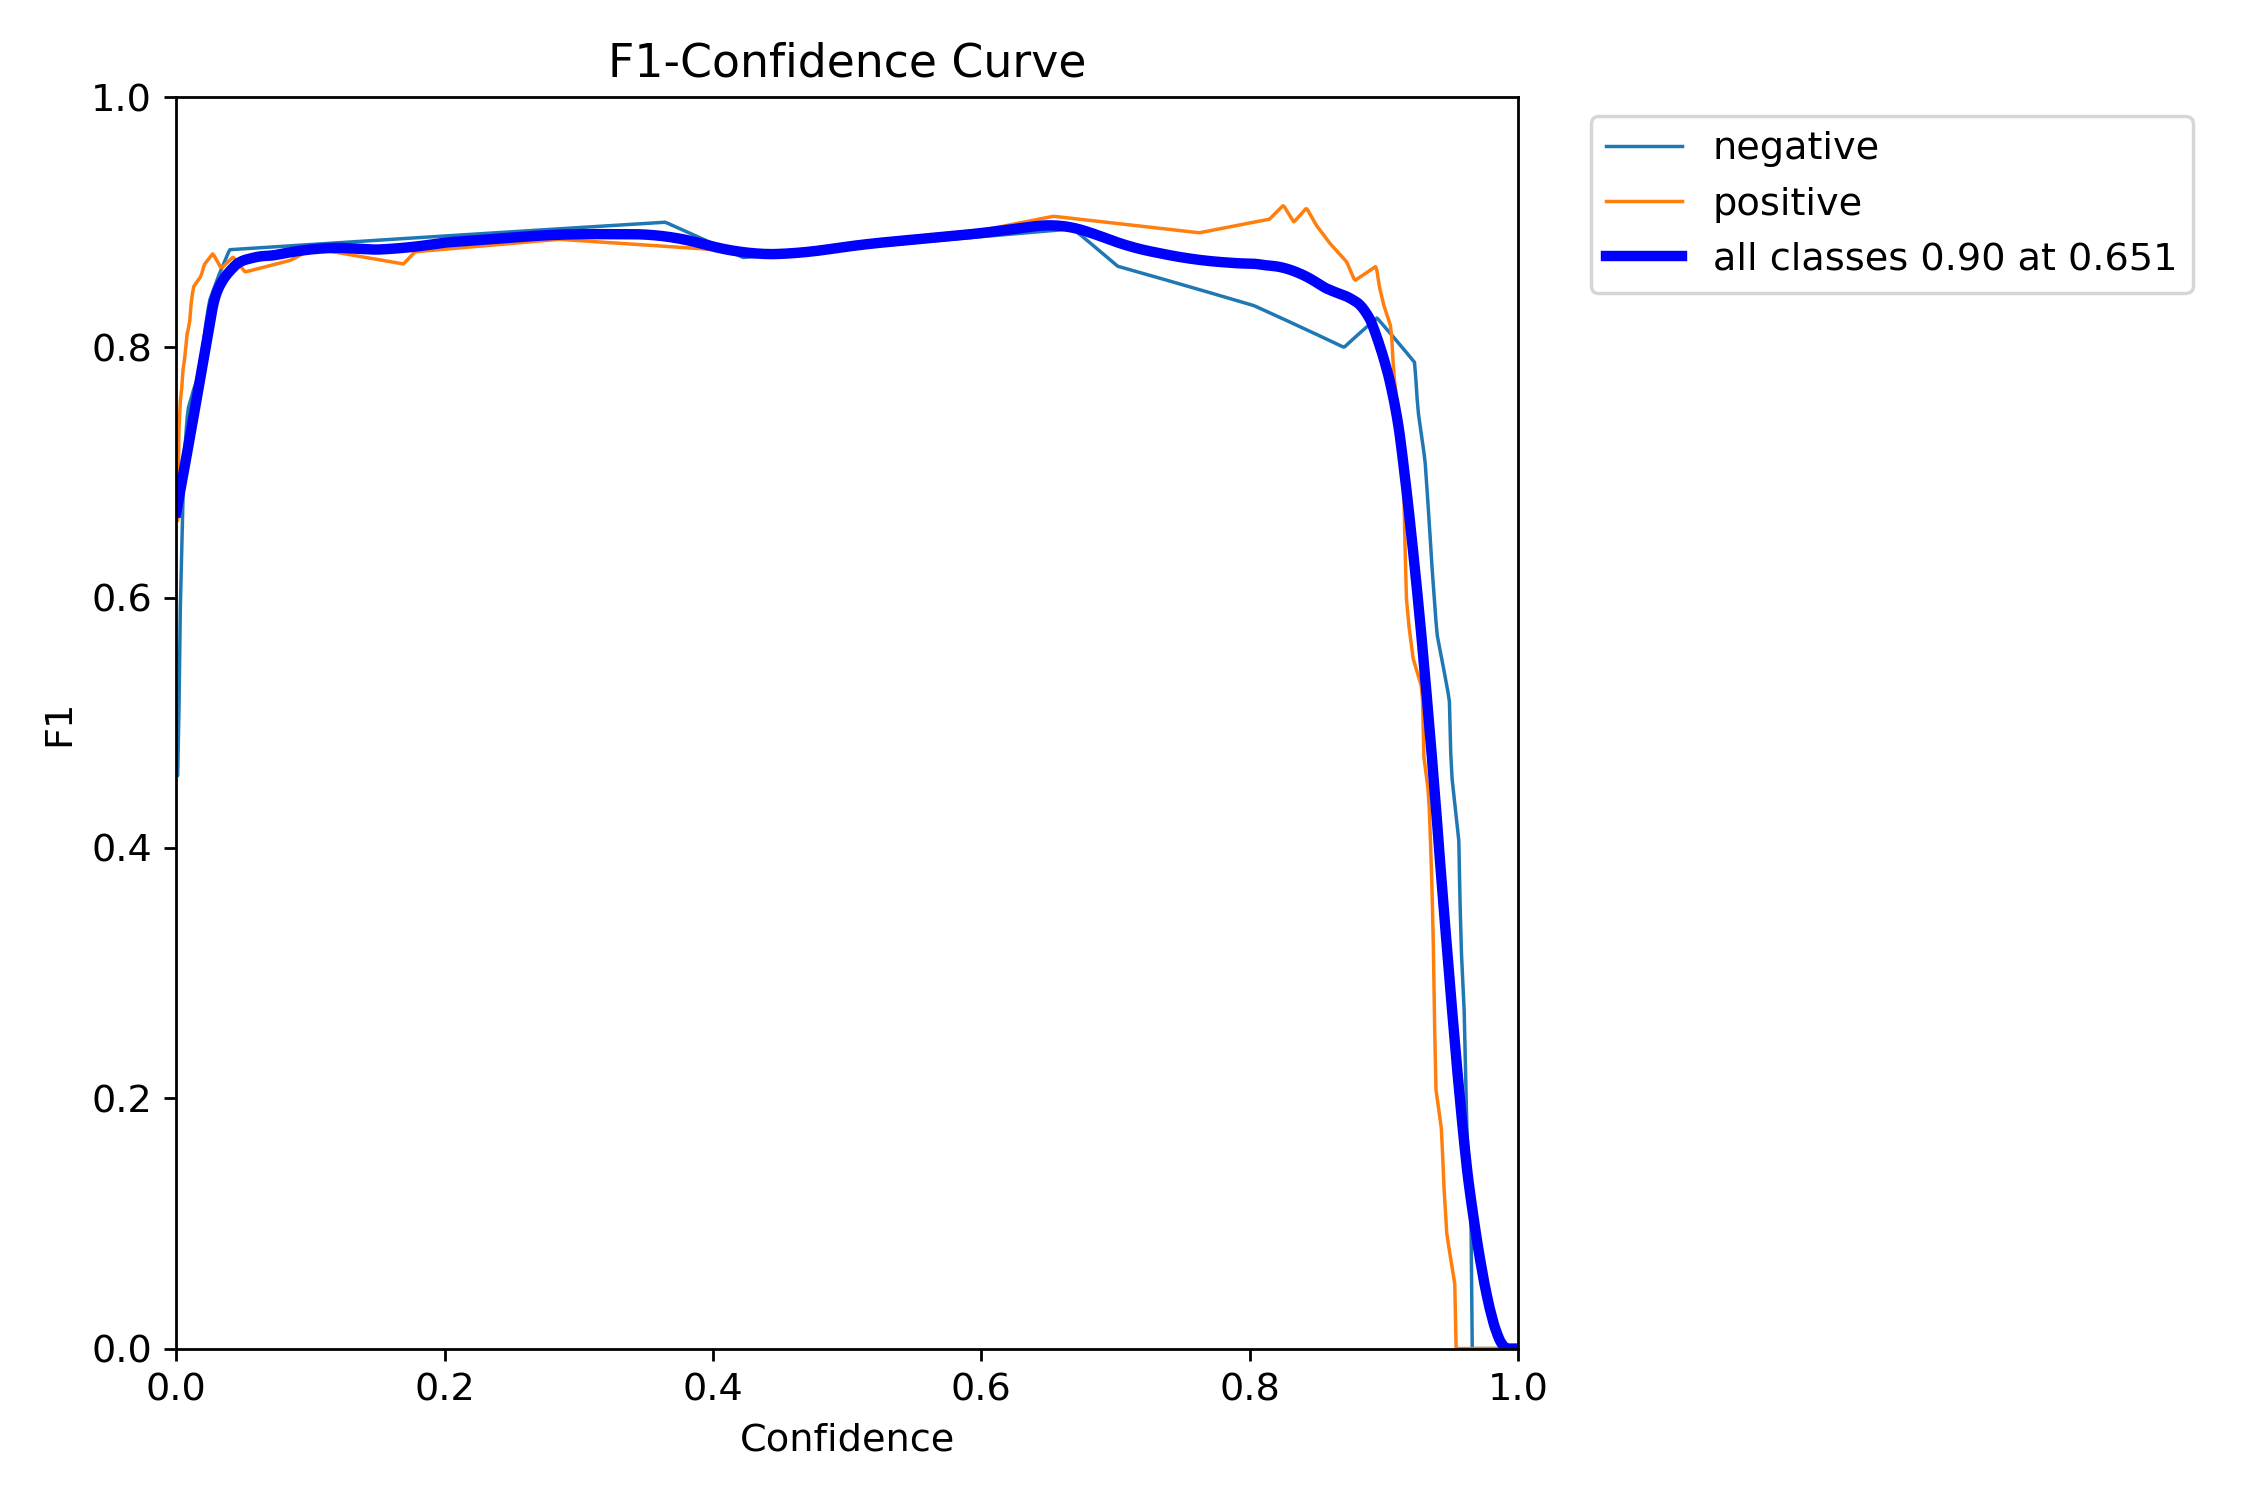 F1-Confidence Curve
1.0
0.8
0.6
0.4
0.2
0.0
F1
0.0 0.2 0.4 0.6 0.8 1.0
Confidence
negative
positive
all classes 0.90 at 0.651